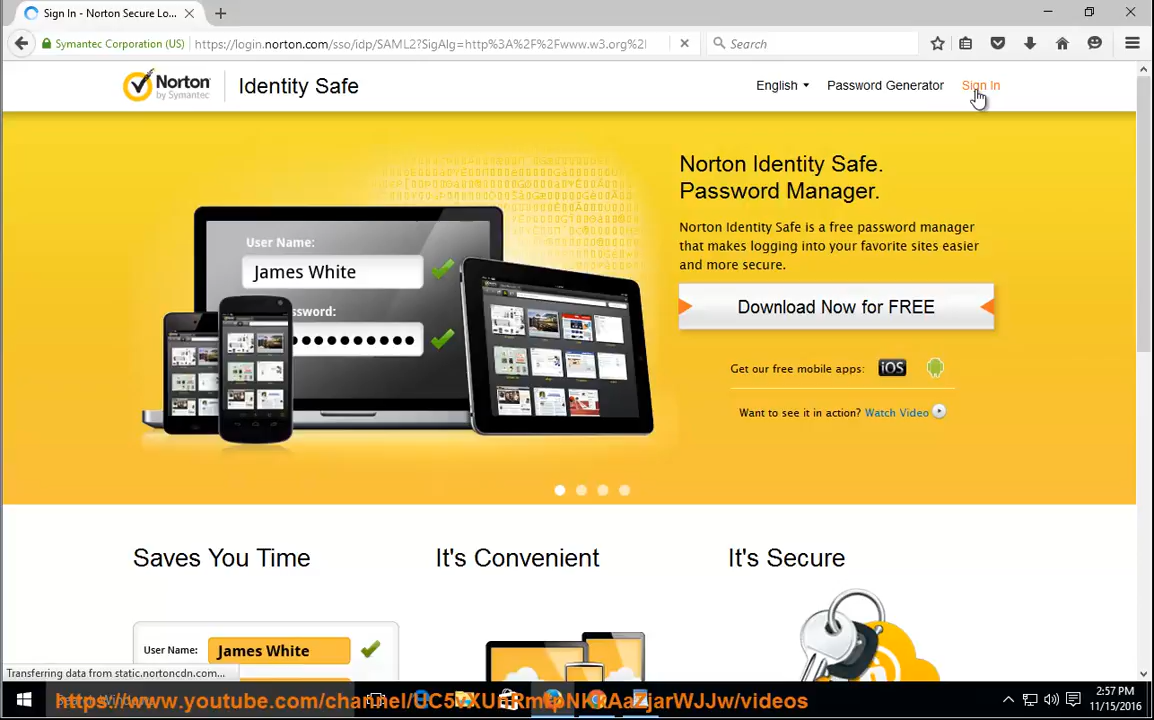 Sign In - Norton Secure Lo...
Symantec Corporation (US)
https://login.norton.com/sso/idp/SAML2?SigAlg=http%3A%2F%2Fwww.w3.org%2
Search
Norton
by Symantec
Identity Safe
English
Password Generator
Sign In
Norton Identity Safe.
Password Manager.
Norton Identity Safe is a free password manager
that makes logging into your favorite sites easier
and more secure.
Download Now for FREE
Get our free mobile apps:
iOS
Want to see it in action? Watch Video
User Name:
James White
ssword:
Saves You Time
It's Convenient
It's Secure
User Name:
James White
Transferring data from static.nortoncdn.com...
2:57 PM
11/15/2016